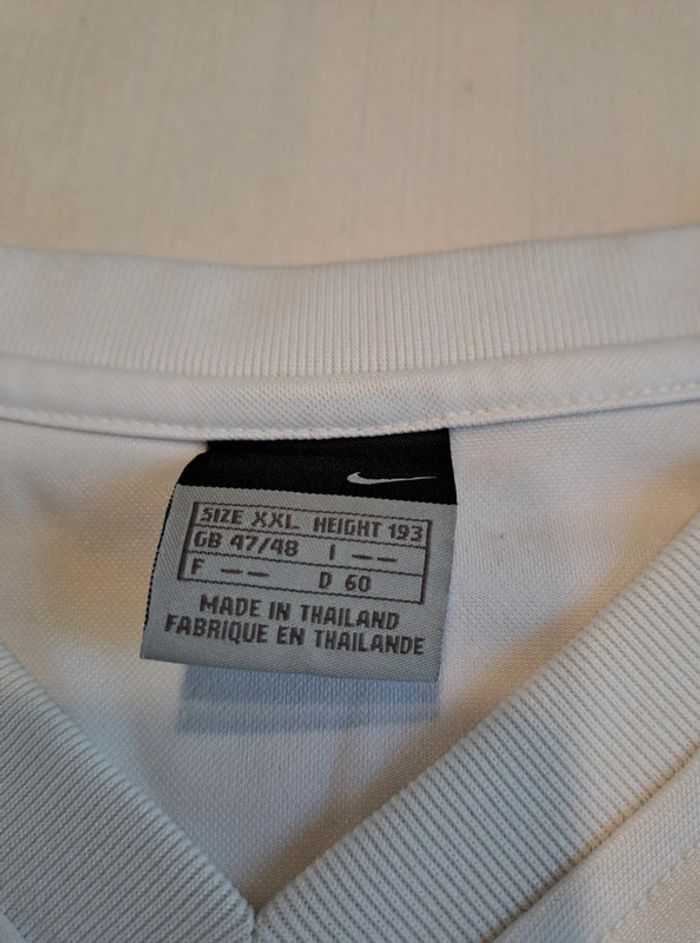 SIZE XXL HEIGHT 193
GB 47/48 I — —
F — — D 60
MADE IN THAILAND
FABRIQUE EN THAILANDE